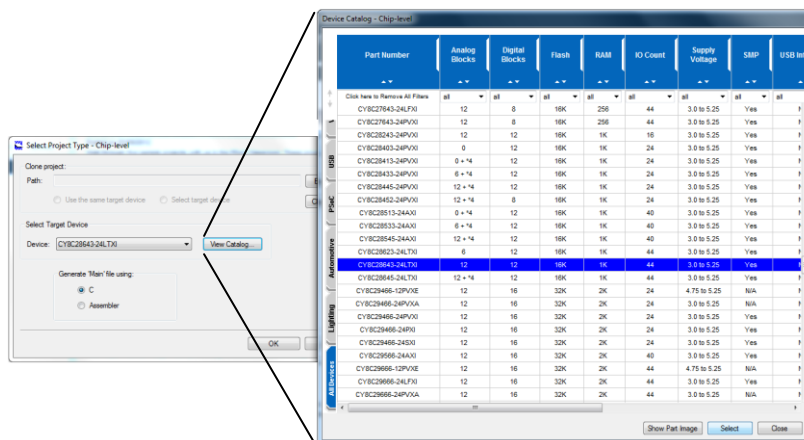 Select Project Type - Chip-level
Clone project:
Path:
Use the same target device Select target device
Select Target Device
Device: CY8C28643-24LTXI View Catalog...
Generate 'Main' file using:
C
Assembler
OK
Device Catalog - Chip-level
Part Number Analog Blocks Digital Blocks Flash RAM IO Count Supply Voltage SMP USB
Click here to Remove All Filters all all all all all all all all
CY8C27643-24LFXI 12 8 16K 256 44 3.0 to 5.25 Yes
CY8C27643-24PVXI 12 8 16K 256 44 3.0 to 5.25 Yes
CY8C28243-24PVXI 12 12 16K 1K 16 3.0 to 5.25 Yes
CY8C28403-24PVXI 0 12 16K 1K 24 3.0 to 5.25 Yes
CY8C28413-24PVXI 0 + *4 12 16K 1K 24 3.0 to 5.25 Yes
CY8C28433-24PVXI 6 + *4 12 16K 1K 24 3.0 to 5.25 Yes
CY8C28445-24PVXI 12 + *4 12 16K 1K 24 3.0 to 5.25 Yes
CY8C28452-24PVXI 12 + *4 8 16K 1K 24 3.0 to 5.25 Yes
CY8C28513-24AXI 0 + *4 12 16K 1K 40 3.0 to 5.25 Yes
CY8C28533-24AXI 6 + *4 12 16K 1K 40 3.0 to 5.25 Yes
CY8C28545-24AXI 12 + *4 12 16K 1K 40 3.0 to 5.25 Yes
CY8C28623-24LTXI 6 12 16K 1K 44 3.0 to 5.25 Yes
CY8C28643-24LTXI 12 12 16K 1K 44 3.0 to 5.25 Yes
CY8C28645-24LTXI 12 + *4 12 16K 1K 44 3.0 to 5.25 Yes
CY8C29466-12PVXE 12 16 32K 2K 24 4.75 to 5.25 N/A
CY8C29466-24PVXA 12 16 32K 2K 24 3.0 to 5.25 N/A
CY8C29466-24PVXI 12 16 32K 2K 24 3.0 to 5.25 Yes
CY8C29466-24PXI 12 16 32K 2K 24 3.0 to 5.25 Yes
CY8C29466-24SXI 12 16 32K 2K 24 3.0 to 5.25 Yes
CY8C29566-24AXI 12 16 32K 2K 40 3.0 to 5.25 Yes
CY8C29666-12PVXE 12 16 32K 2K 44 4.75 to 5.25 N/A
CY8C29666-24LFXI 12 16 32K 2K 44 3.0 to 5.25 Yes
CY8C29666-24PVXA 12 16 32K 2K 44 3.0 to 5.25 N/A
USB
PSoC
Automotive
Lighting
All Devices
Show Part Image Select Close